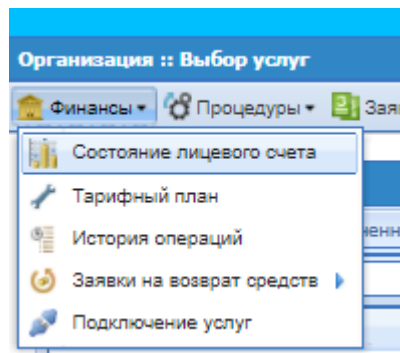 Организация :: Выбор услуг
Финансы Процедуры
Состояние лицевого счета
Тарифный план
История операций
Заявки на возврат средств
Подключение услуг